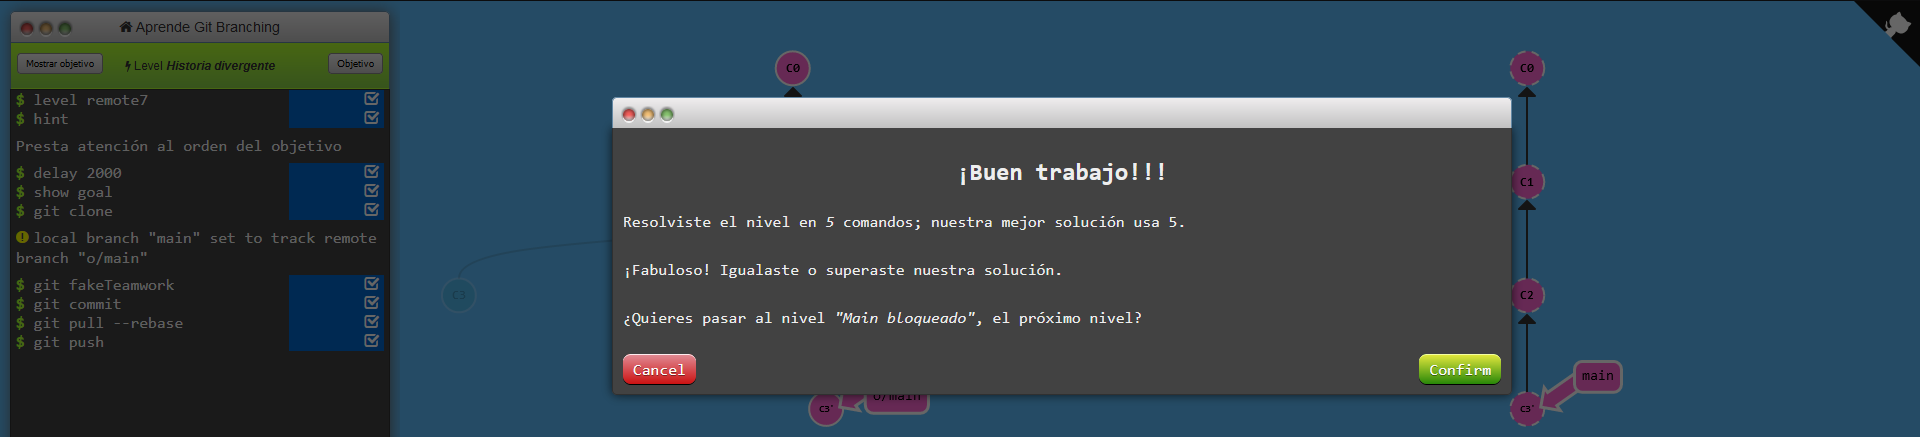 Aprende Git Branching
Mostrar objetivo
Level Historia divergente
Objetivo
$ level remote7
$ hint
Presta atención al orden del objetivo
$ delay 2000
$ show goal
$ git clone
local branch "main" set to track remote
branch "o/main"
$ git fakeTeamwork
$ git commit
$ git pull --rebase
$ git push
C0
C3
¡Buen trabajo!!!
Resolviste el nivel en 5 comandos; nuestra mejor solución usa 5.
¡Fabuloso! Igualaste o superaste nuestra solución.
¿Quieres pasar al nivel "Main bloqueado", el próximo nivel?
Cancel
Confirm
C3'
o/main
C0
C1
C2
main
C3'